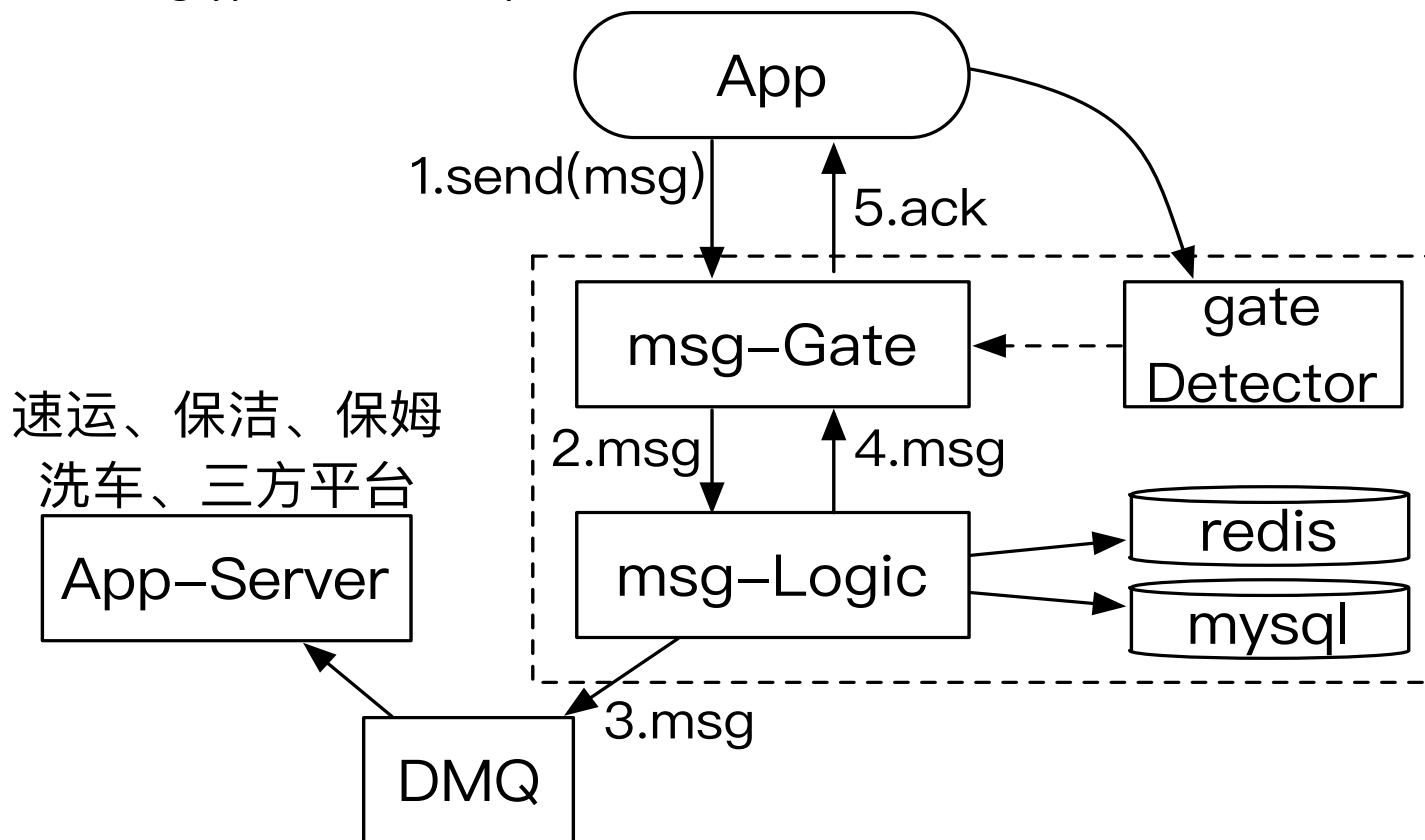 App
1.send(msg)
5.ack
msg-Gate
gate
Detector
速运、保洁、保姆
洗车、三方平台
2.msg
4.msg
App-Server
msg-Logic
redis
mysql
3.msg
DMQ